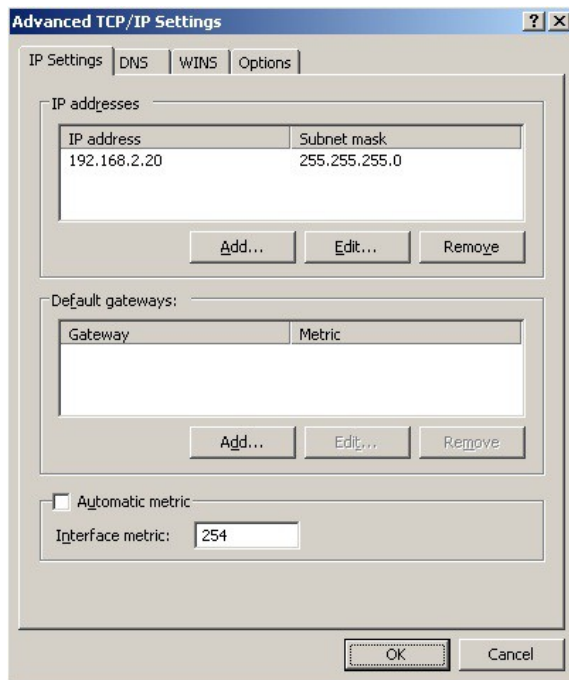 Advanced TCP/IP Settings
IP Settings DNS WINS Options
IP addresses
IP address Subnet mask
192.168.2.20 255.255.255.0
Add... Edit... Remove
Default gateways:
Gateway Metric
Add... Edit... Remove
Automatic metric
Interface metric: 254
OK Cancel